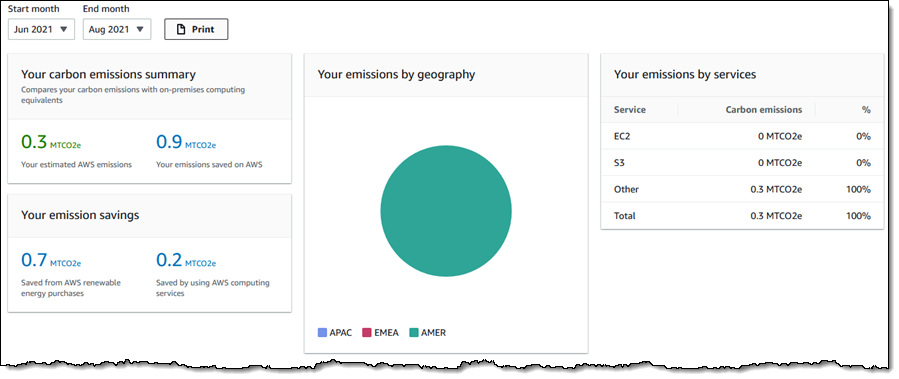 Start month
End month
Jun 2021
Aug 2021
Print
Your carbon emissions summary
Compares your carbon emissions with on-premises computing
equivalents
0.3 MTCO2e
0.9 MTCO2e
Your estimated AWS emissions
Your emissions saved on AWS
Your emission savings
0.7 MTCO2e
0.2 MTCO2e
Saved from AWS renewable
energy purchases
Saved by using AWS computing
services
Your emissions by geography
APAC
EMEA
AMER
Your emissions by services
Service Carbon emissions %
EC2 0 MTCO2e 0%
S3 0 MTCO2e 0%
Other 0.3 MTCO2e 100%
Total 0.3 MTCO2e 100%